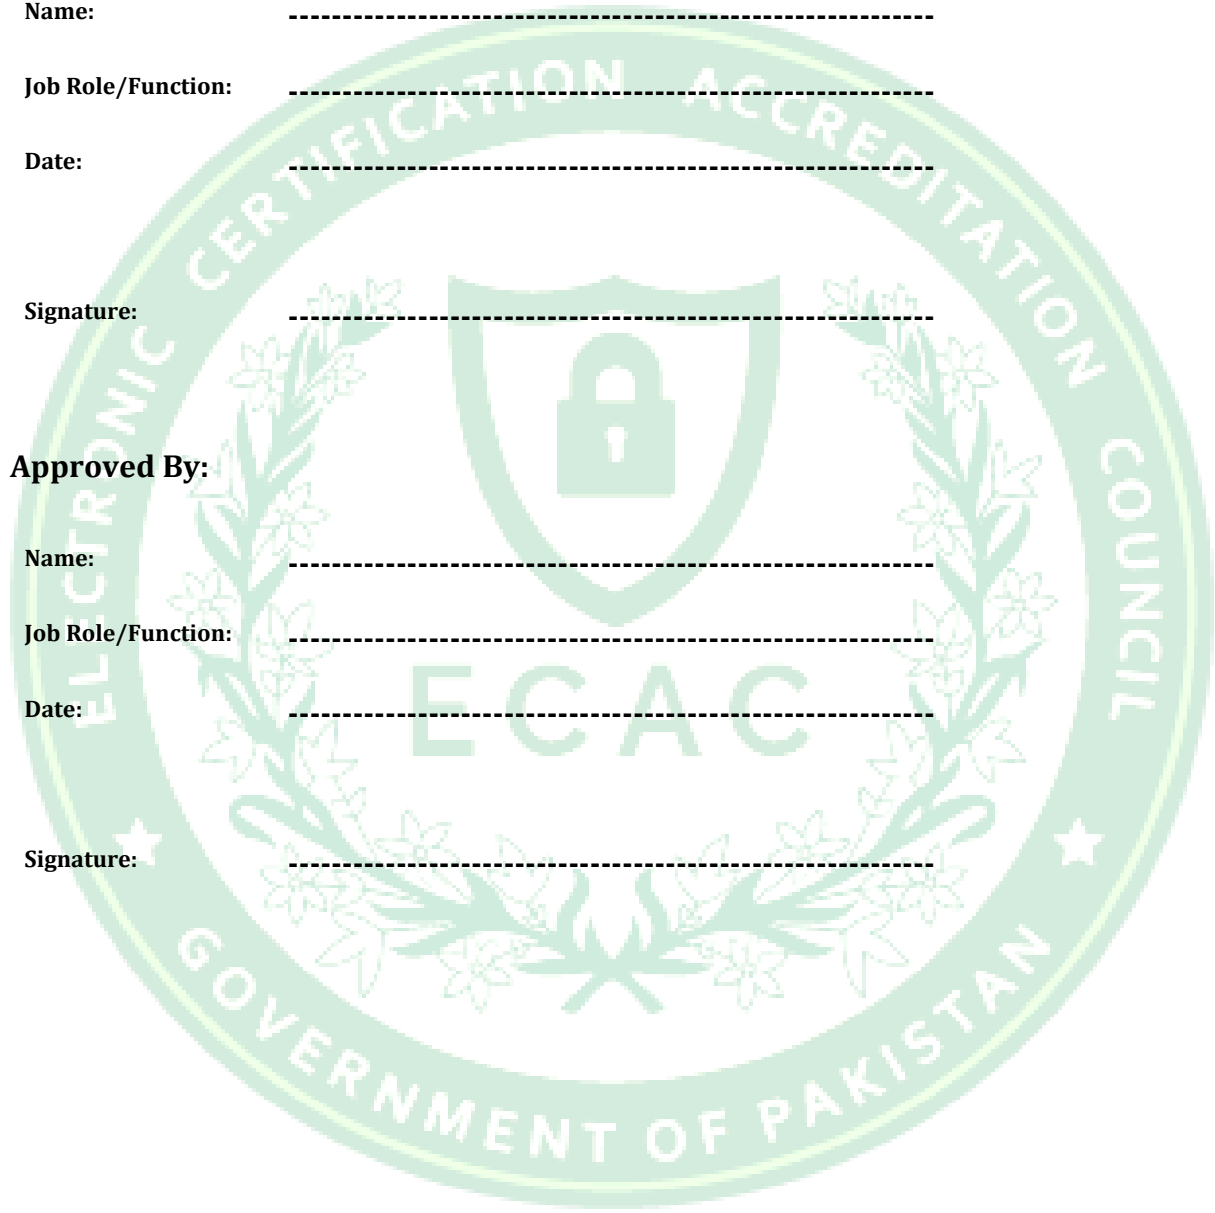 Name: ------------------------------------------------------------
Job Role/Function: ------------------------------------------------------------
Date: ------------------------------------------------------------
Signature: ------------------------------------------------------------
Approved By:
Name: ------------------------------------------------------------
Job Role/Function: ------------------------------------------------------------
Date: ------------------------------------------------------------
Signature: ------------------------------------------------------------
ELECTRONIC CERTIFICATION ACCREDITATION COUNCIL
ECAC
GOVERNMENT OF PAKISTAN